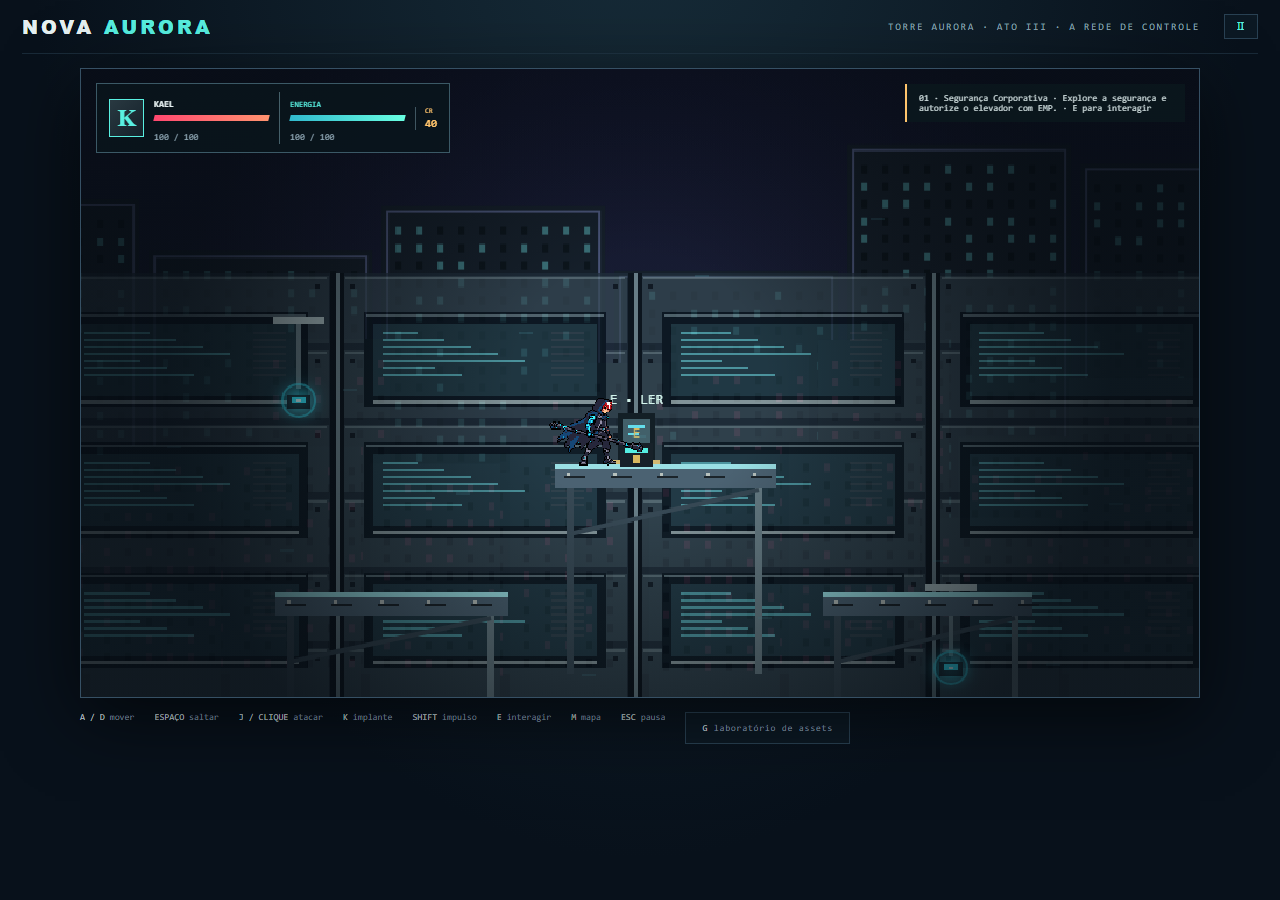 NOVA AURORA
TORRE AURORA · ATO III · A REDE DE CONTROLE
II
K
KAEL
100 / 100
ENERGIA
100 / 100
CR
40
01 · Segurança Corporativa · Explore a segurança e
autorize o elevador com EMP. · E para interagir
E · LER
E
A / D mover
ESPAÇO saltar
J / CLIQUE atacar
K implante
SHIFT impulso
E interagir
M mapa
ESC pausa
G laboratório de assets